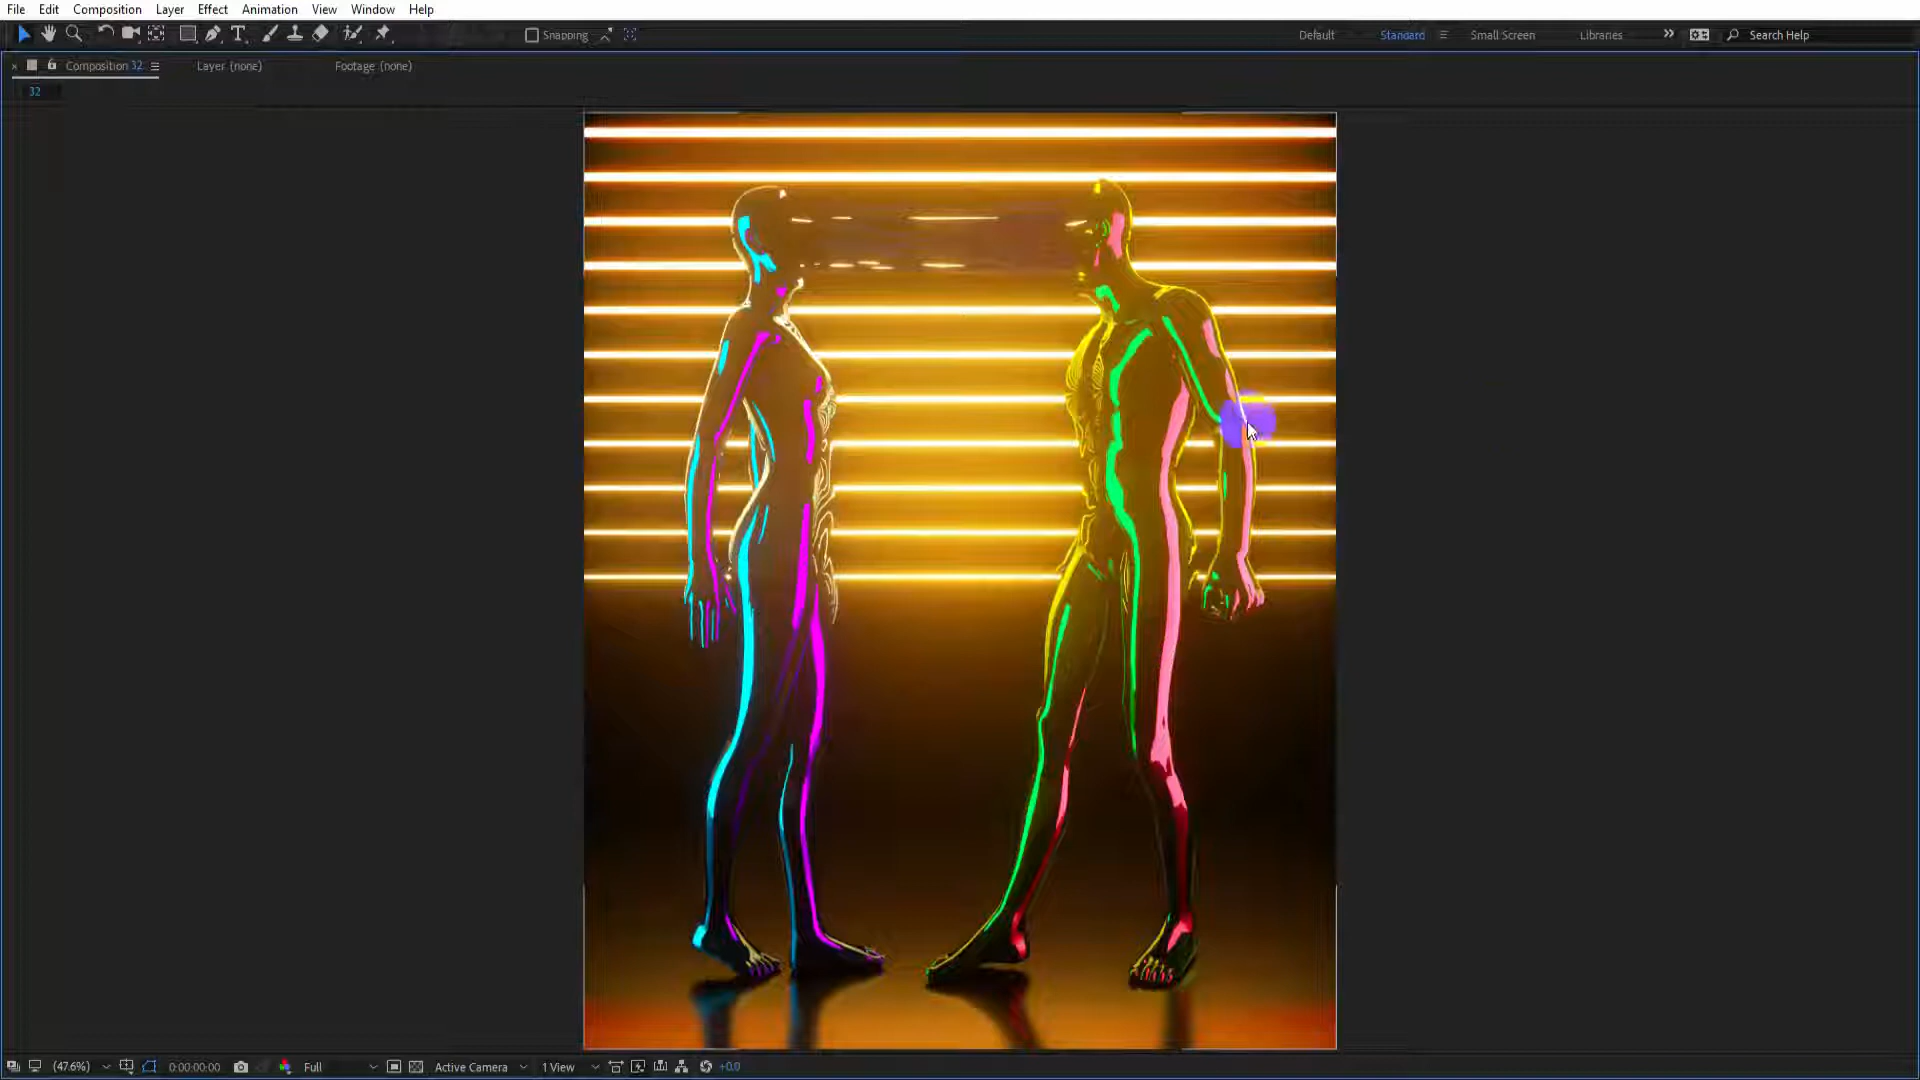 File Edit Composition Layer Effect Animation View Window Help
Snapping Default Standard Small Screen Libraries Search Help
Composition 32 Layer (none) Footage (none)
32
(47.6%) 0:00:00:00 Full Active Camera 1 View +0.0